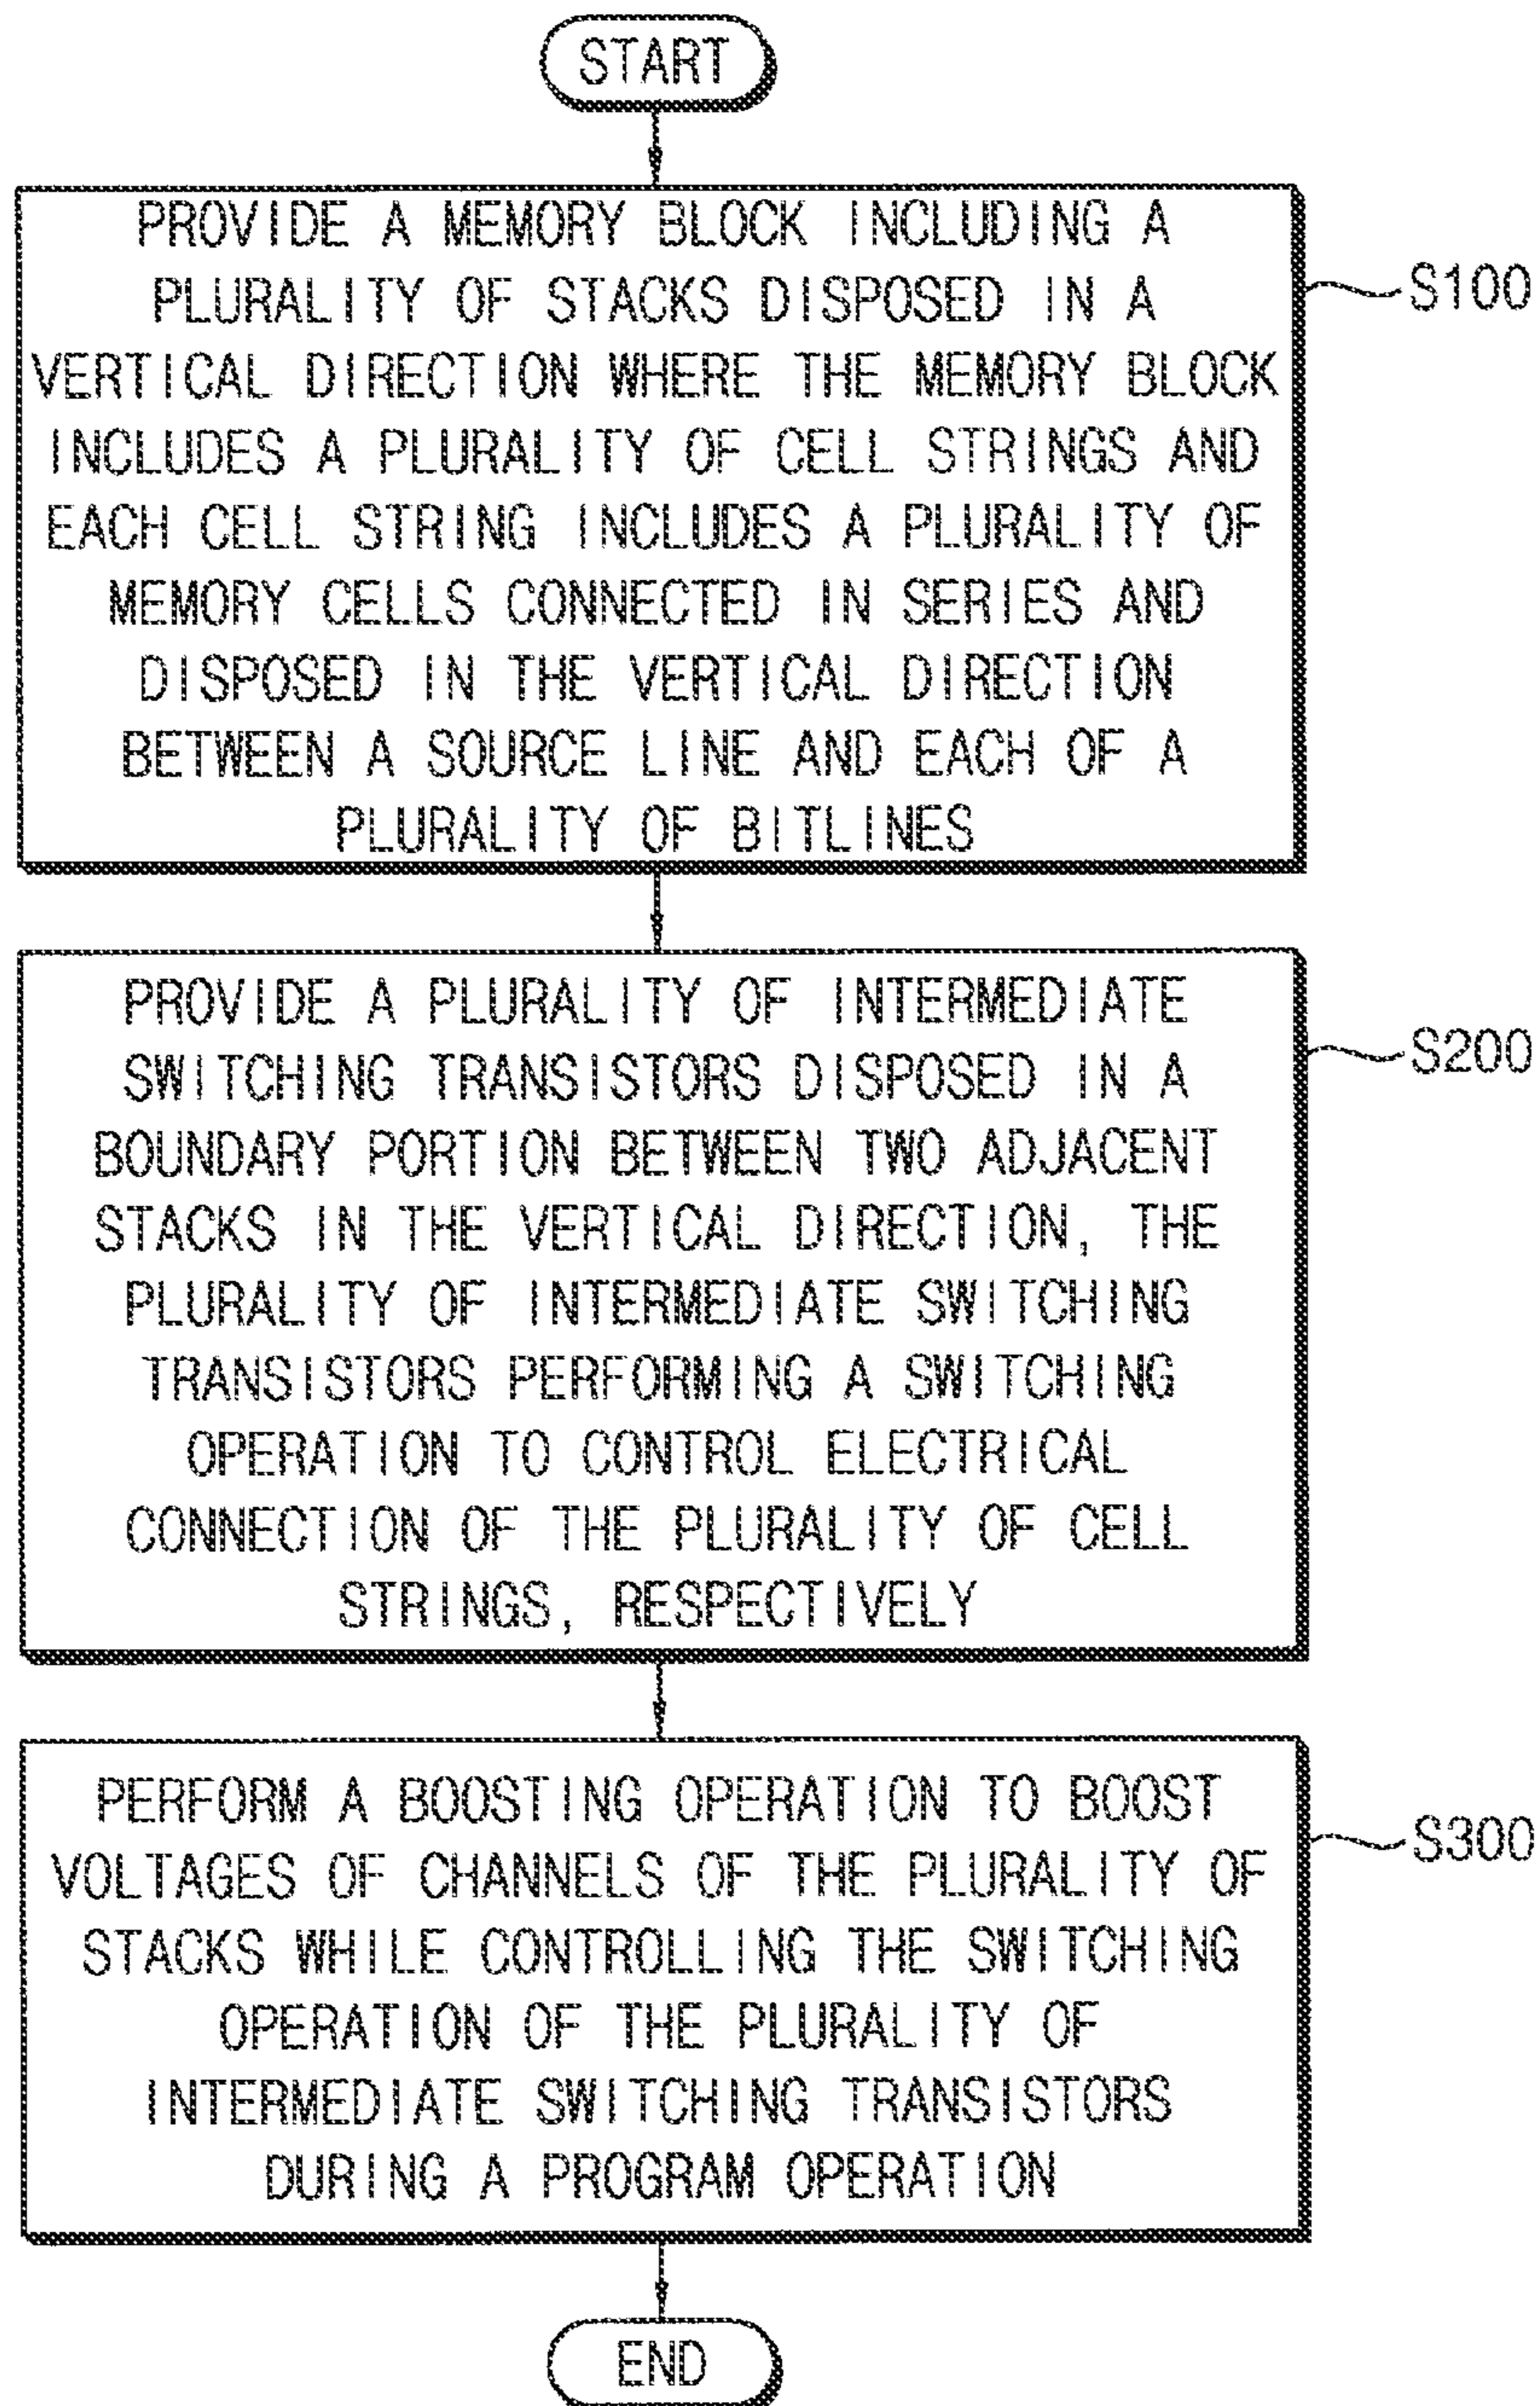 START
PROVIDE A MEMORY BLOCK INCLUDING A
PLURALITY OF STACKS DISPOSED IN A
VERTICAL DIRECTION WHERE THE MEMORY BLOCK
INCLUDES A PLURALITY OF CELL STRINGS AND
EACH CELL STRING INCLUDES A PLURALITY OF
MEMORY CELLS CONNECTED IN SERIES AND
DISPOSED IN THE VERTICAL DIRECTION
BETWEEN A SOURCE LINE AND EACH OF A
PLURALITY OF BITLINES
S100
PROVIDE A PLURALITY OF INTERMEDIATE
SWITCHING TRANSISTORS DISPOSED IN A
BOUNDARY PORTION BETWEEN TWO ADJACENT
STACKS IN THE VERTICAL DIRECTION, THE
PLURALITY OF INTERMEDIATE SWITCHING
TRANSISTORS PERFORMING A SWITCHING
OPERATION TO CONTROL ELECTRICAL
CONNECTION OF THE PLURALITY OF CELL
STRINGS, RESPECTIVELY
S200
PERFORM A BOOSTING OPERATION TO BOOST
VOLTAGES OF CHANNELS OF THE PLURALITY OF
STACKS WHILE CONTROLLING THE SWITCHING
OPERATION OF THE PLURALITY OF
INTERMEDIATE SWITCHING TRANSISTORS
DURING A PROGRAM OPERATION
S300
END